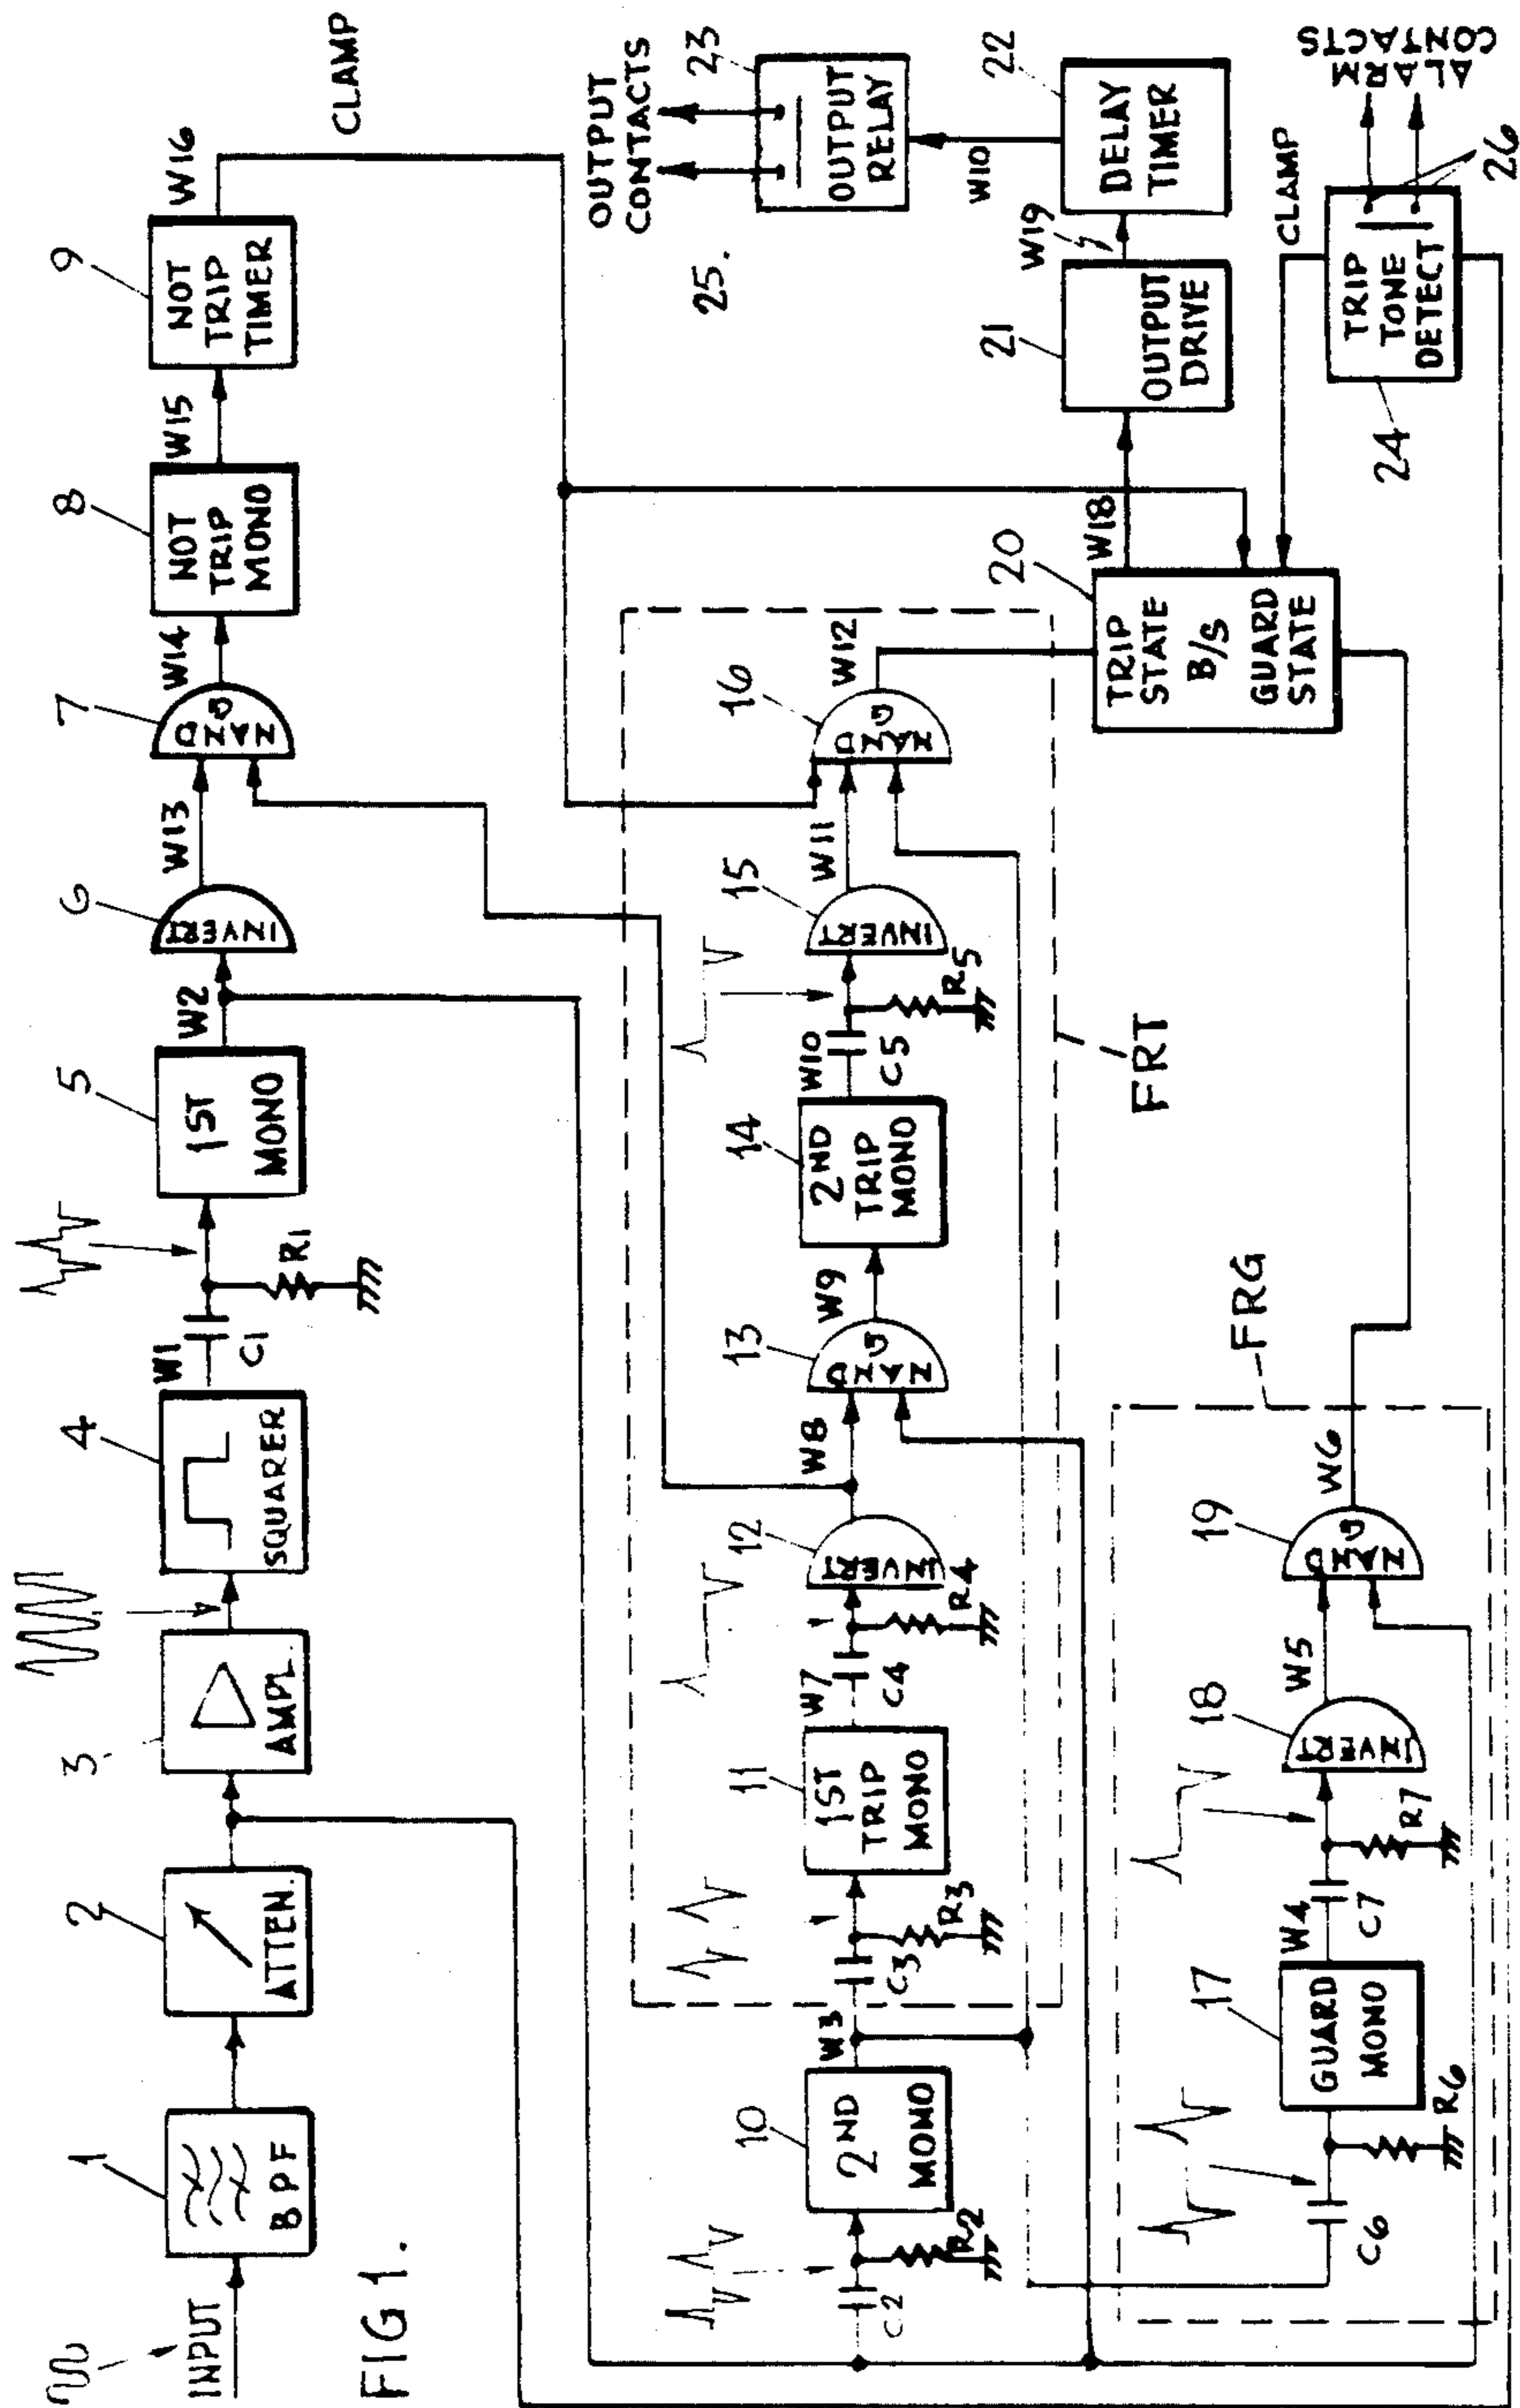 INPUT
1
BPF
2
ATTEN.
3
AMPL.
4
SQUARER
W1
C1
R1
5
1ST
MONO
W2
6
INVERT
W13
7
NAND
G
W14
8
NOT
TRIP
MONO
W15
9
NOT
TRIP
TIMER
W16
CLAMP
FIG 1.
C2
R2
10
2ND
MONO
W3
C3
R3
11
1ST
TRIP
MONO
W7
C4
R4
12
INVERT
W8
13
NAND
G
W9
14
2ND
TRIP
MONO
W10
C5
R5
15
INVERT
W11
16
NAND
G
W12
FRT
C6
R6
17
GUARD
MONO
W4
C7
R7
18
INVERT
W5
19
NAND
G
W6
FRG
20
TRIP
STATE
B/S
GUARD
STATE
W18
21
OUTPUT
DRIVE
W19
22
DELAY
TIMER
W10
23
OUTPUT
RELAY
OUTPUT
CONTACTS
25.
24
TRIP
TONE
DETECT
CLAMP
26
ALARM
CONTACTS